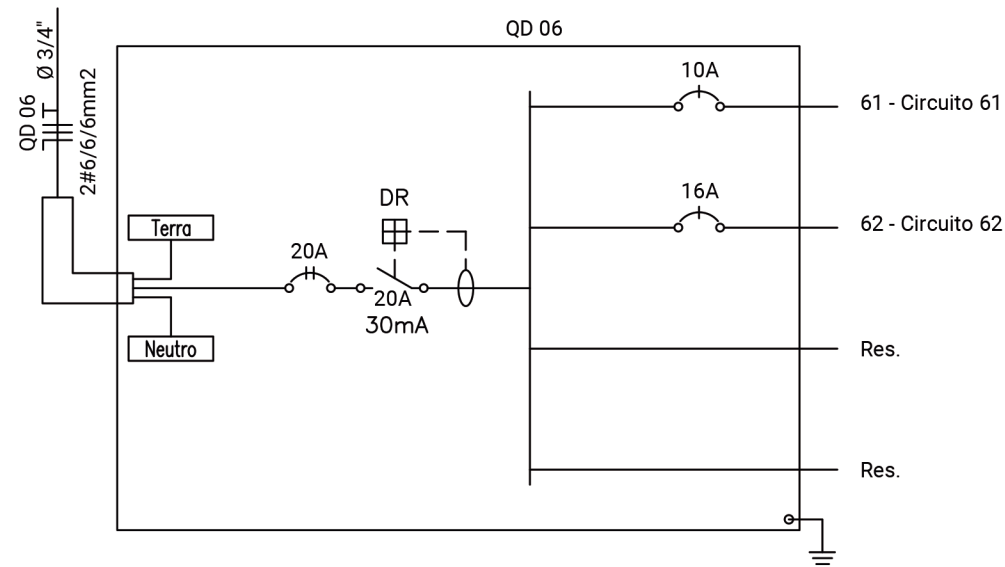 QD 06
Ø 3/4"
QD 06
2#6/6/6mm2
Terra
Neutro
20A
DR
20A
30mA
10A
61 - Circuito 61
16A
62 - Circuito 62
Res.
Res.